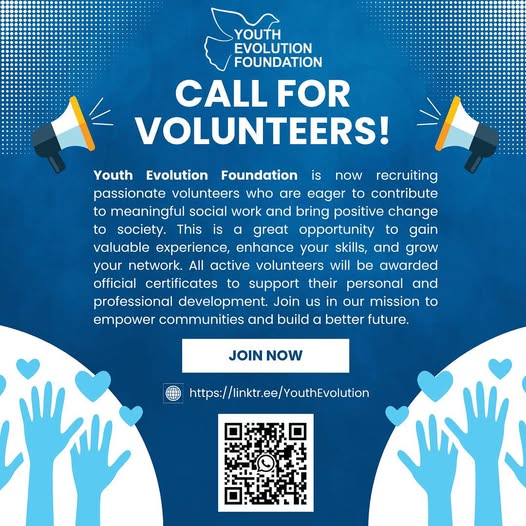 YOUTH
EVOLUTION
FOUNDATION
CALL FOR
VOLUNTEERS!
Youth Evolution Foundation is now recruiting
passionate volunteers who are eager to contribute
to meaningful social work and bring positive change
to society. This is a great opportunity to gain
valuable experience, enhance your skills, and grow
your network. All active volunteers will be awarded
official certificates to support their personal and
professional development. Join us in our mission to
empower communities and build a better future.
JOIN NOW
https://linktr.ee/YouthEvolution